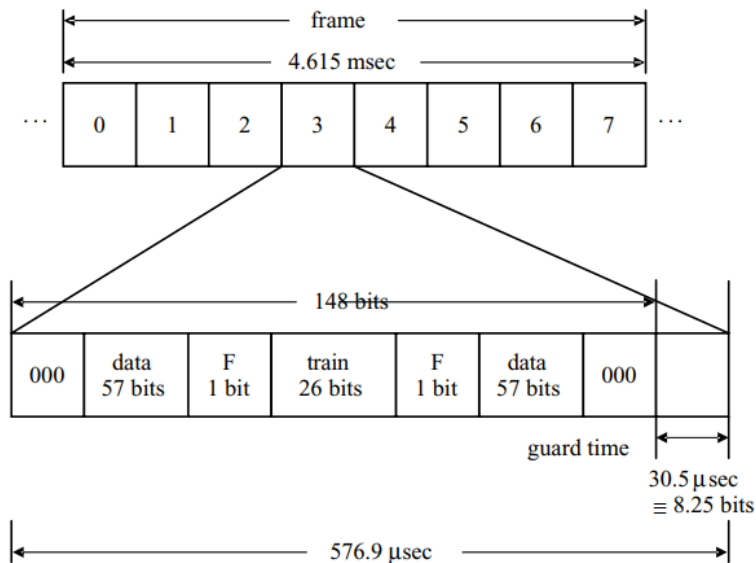 frame
4.615 msec
... 0 1 2 3 4 5 6 7 ...
148 bits
000 data 57 bits F 1 bit train 26 bits F 1 bit data 57 bits 000
guard time
30.5 μsec
≡ 8.25 bits
576.9 μsec